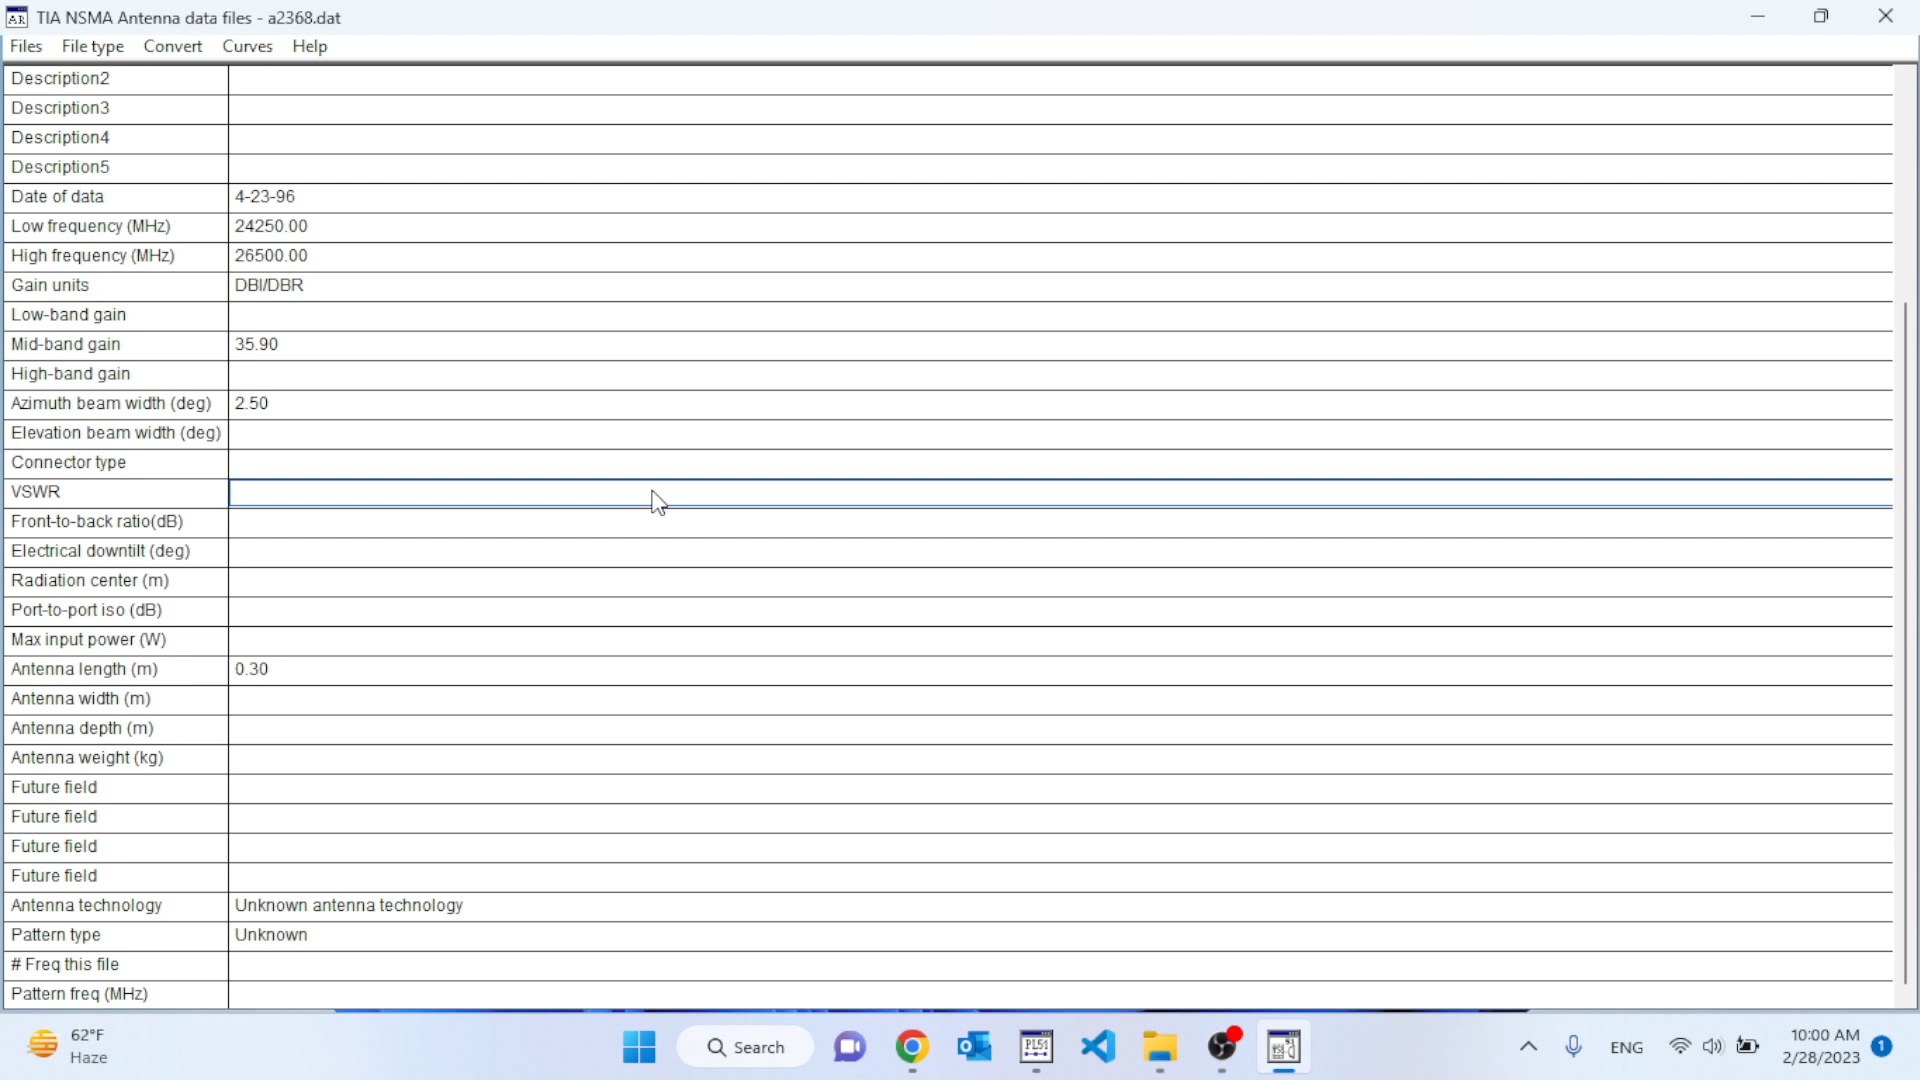 TIA NSMA Antenna data files - a2368.dat
Files File type Convert Curves Help
Description2
Description3
Description4
Description5
Date of data 4-23-96
Low frequency (MHz) 24250.00
High frequency (MHz) 26500.00
Gain units DBI/DBR
Low-band gain
Mid-band gain 35.90
High-band gain
Azimuth beam width (deg) 2.50
Elevation beam width (deg)
Connector type
VSWR
Front-to-back ratio(dB)
Electrical downtilt (deg)
Radiation center (m)
Port-to-port iso (dB)
Max input power (W)
Antenna length (m) 0.30
Antenna width (m)
Antenna depth (m)
Antenna weight (kg)
Future field
Future field
Future field
Future field
Antenna technology Unknown antenna technology
Pattern type Unknown
# Freq this file
Pattern freq (MHz)
62°F
Haze
Search
ENG
10:00 AM
2/28/2023
1